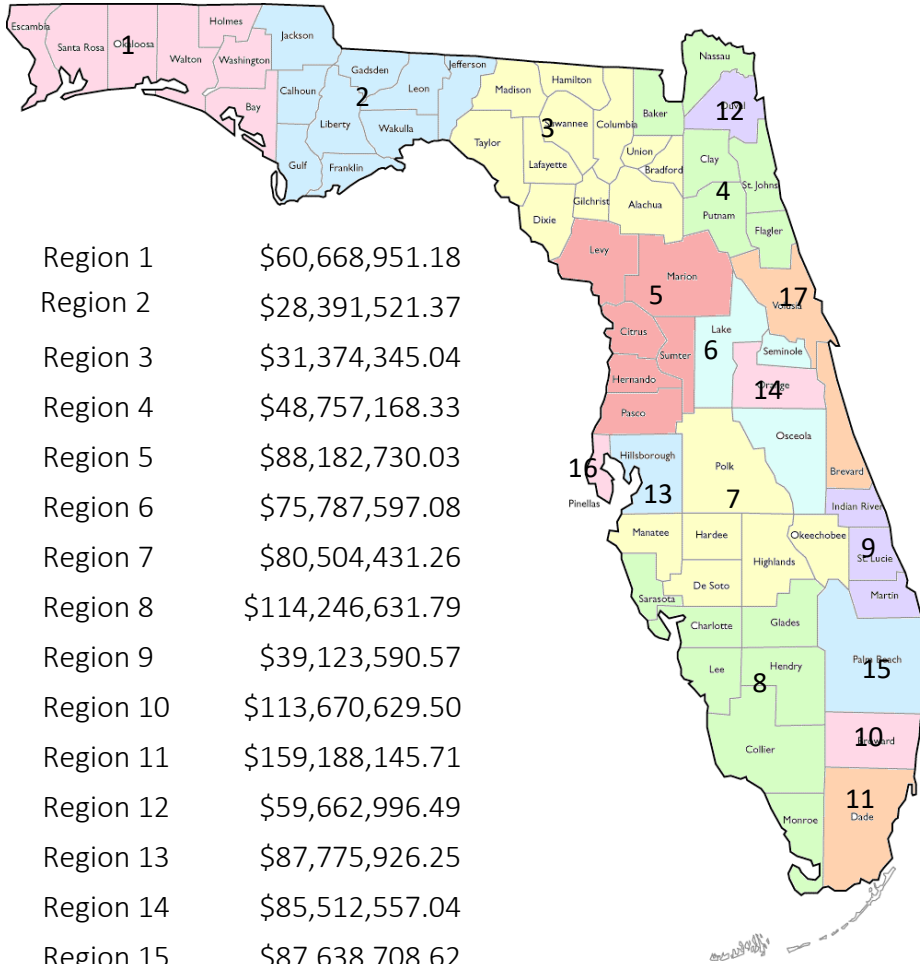 Escambia
Santa Rosa
Okaloosa
1
Walton
Holmes
Washington
Bay
Jackson
Calhoun
Gulf
Liberty
Franklin
Gadsden
2
Leon
Wakulla
Jefferson
Madison
Taylor
Hamilton
Suwannee
3
Lafayette
Dixie
Columbia
Union
Bradford
Gilchrist
Alachua
Baker
Nassau
Duval
12
Clay
St. Johns
4
Putnam
Flagler
Levy
Marion
5
Citrus
Sumter
Hernando
Pasco
Lake
6
17
Volusia
Seminole
Orange
14
Osceola
Brevard
16
Pinellas
Hillsborough
13
Polk
7
Indian River
9
St. Lucie
Martin
Manatee
Hardee
Highlands
Okeechobee
De Soto
Sarasota
Charlotte
Glades
Lee
Hendry
8
Collier
Monroe
Palm Beach
15
10
Broward
11
Dade
Region 1 $60,668,951.18
Region 2 $28,391,521.37
Region 3 $31,374,345.04
Region 4 $48,757,168.33
Region 5 $88,182,730.03
Region 6 $75,787,597.08
Region 7 $80,504,431.26
Region 8 $114,246,631.79
Region 9 $39,123,590.57
Region 10 $113,670,629.50
Region 11 $159,188,145.71
Region 12 $59,662,996.49
Region 13 $87,775,926.25
Region 14 $85,512,557.04
Region 15 $87,638,708.62